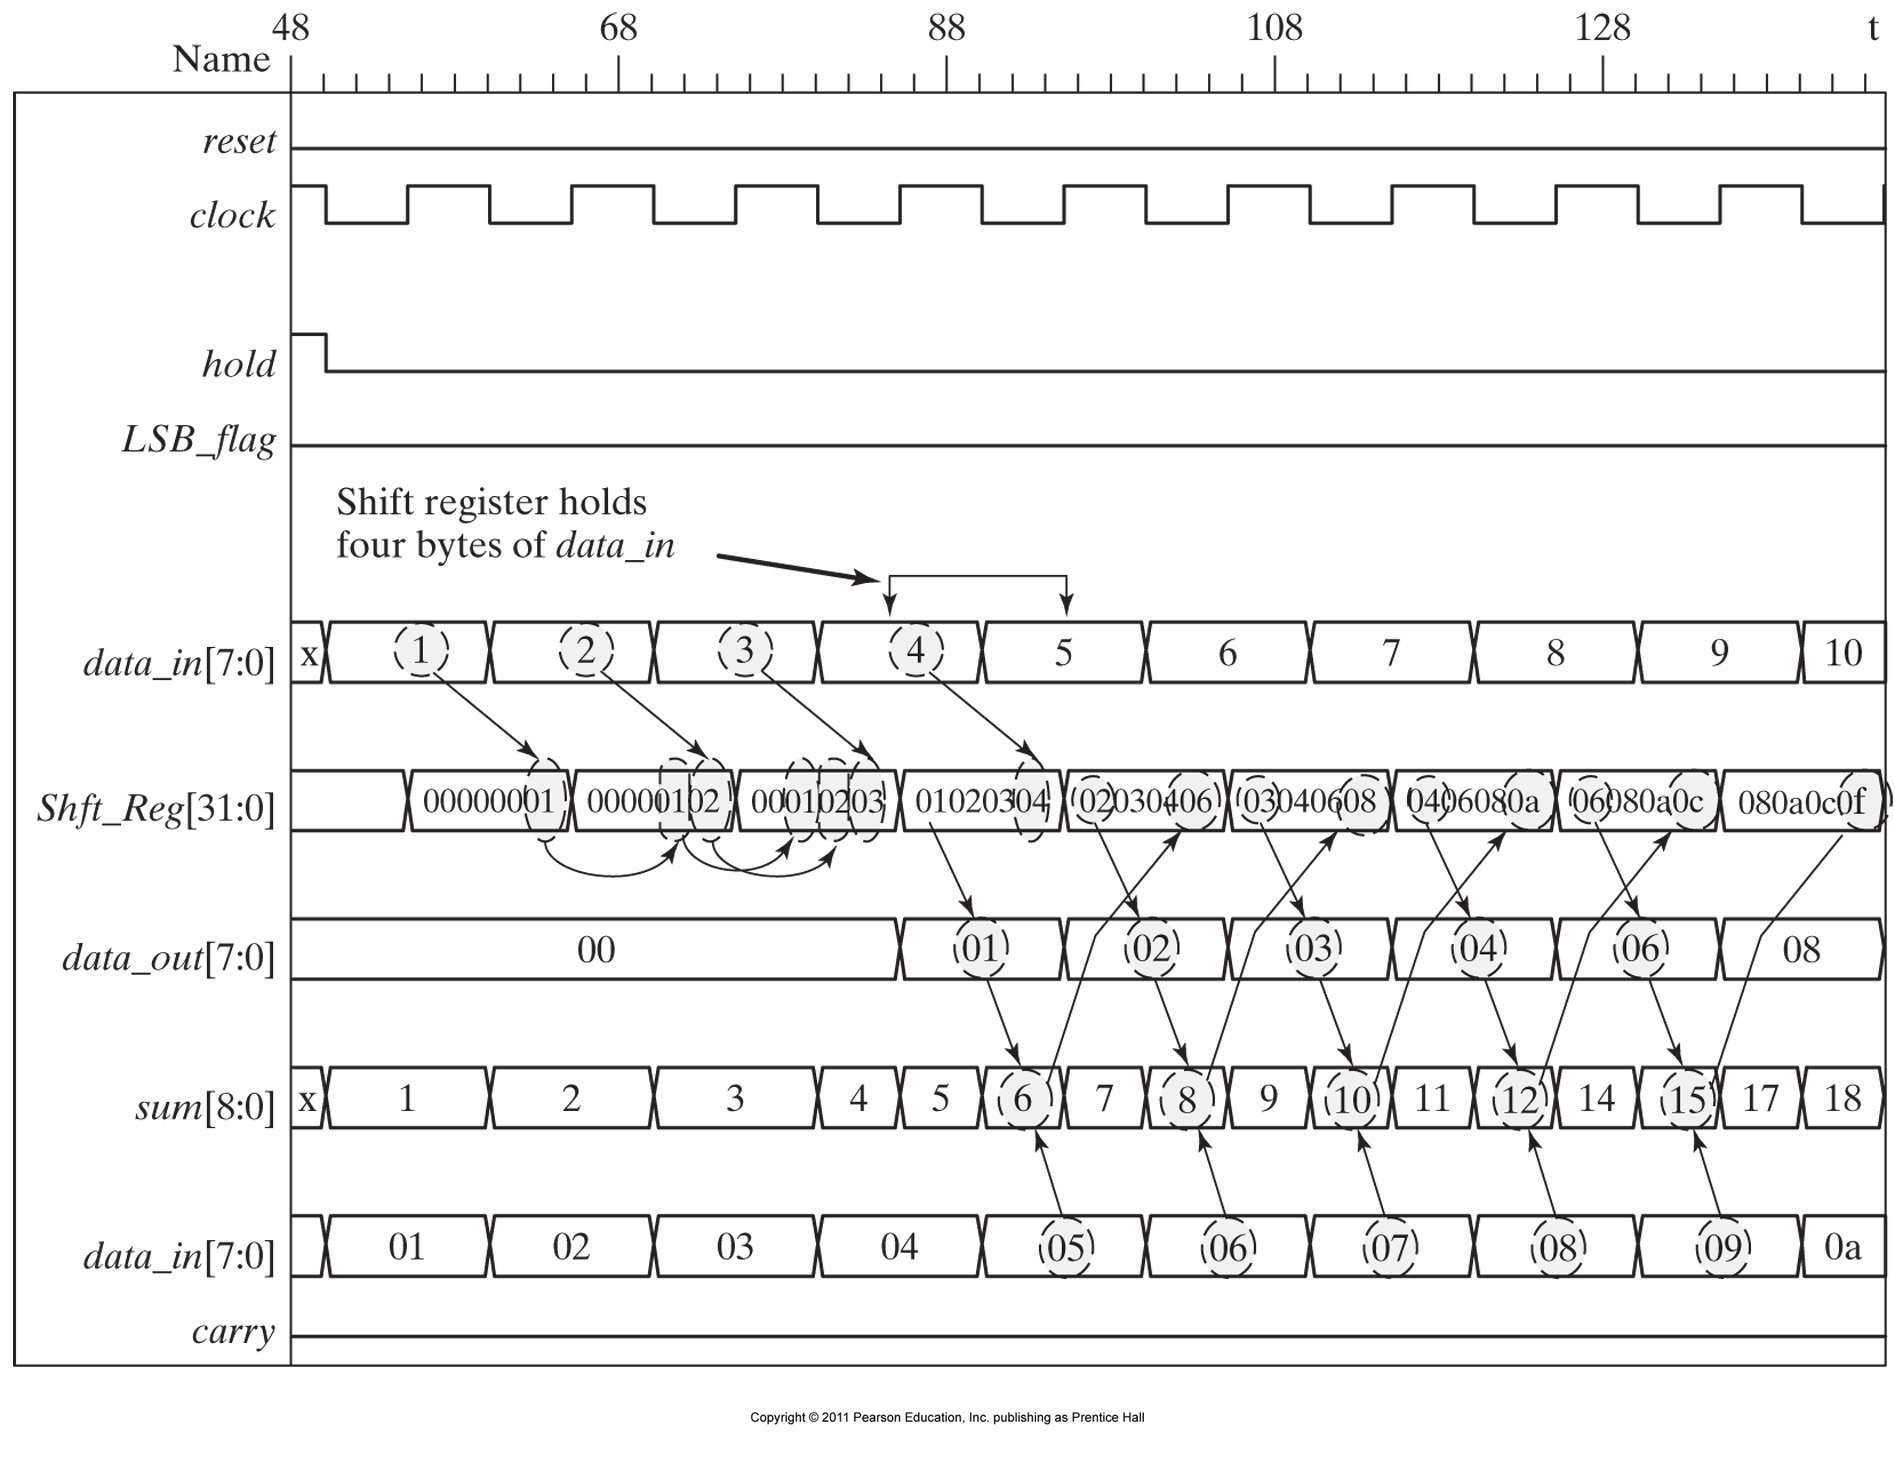 48 68 88 108 128 t
Name
reset
clock
hold
LSB_flag
Shift register holds
four bytes of data_in
data_in[7:0] x 1 2 3 4 5 6 7 8 9 10
Shft_Reg[31:0] 00000001 00000102 00010203 01020304 02030406 03040608 0406080a 06080a0c 080a0c0f
data_out[7:0] 00 01 02 03 04 06 08
sum[8:0] x 1 2 3 4 5 6 7 8 9 10 11 12 14 15 17 18
data_in[7:0] 01 02 03 04 05 06 07 08 09 0a
carry
Copyright © 2011 Pearson Education, Inc. publishing as Prentice Hall